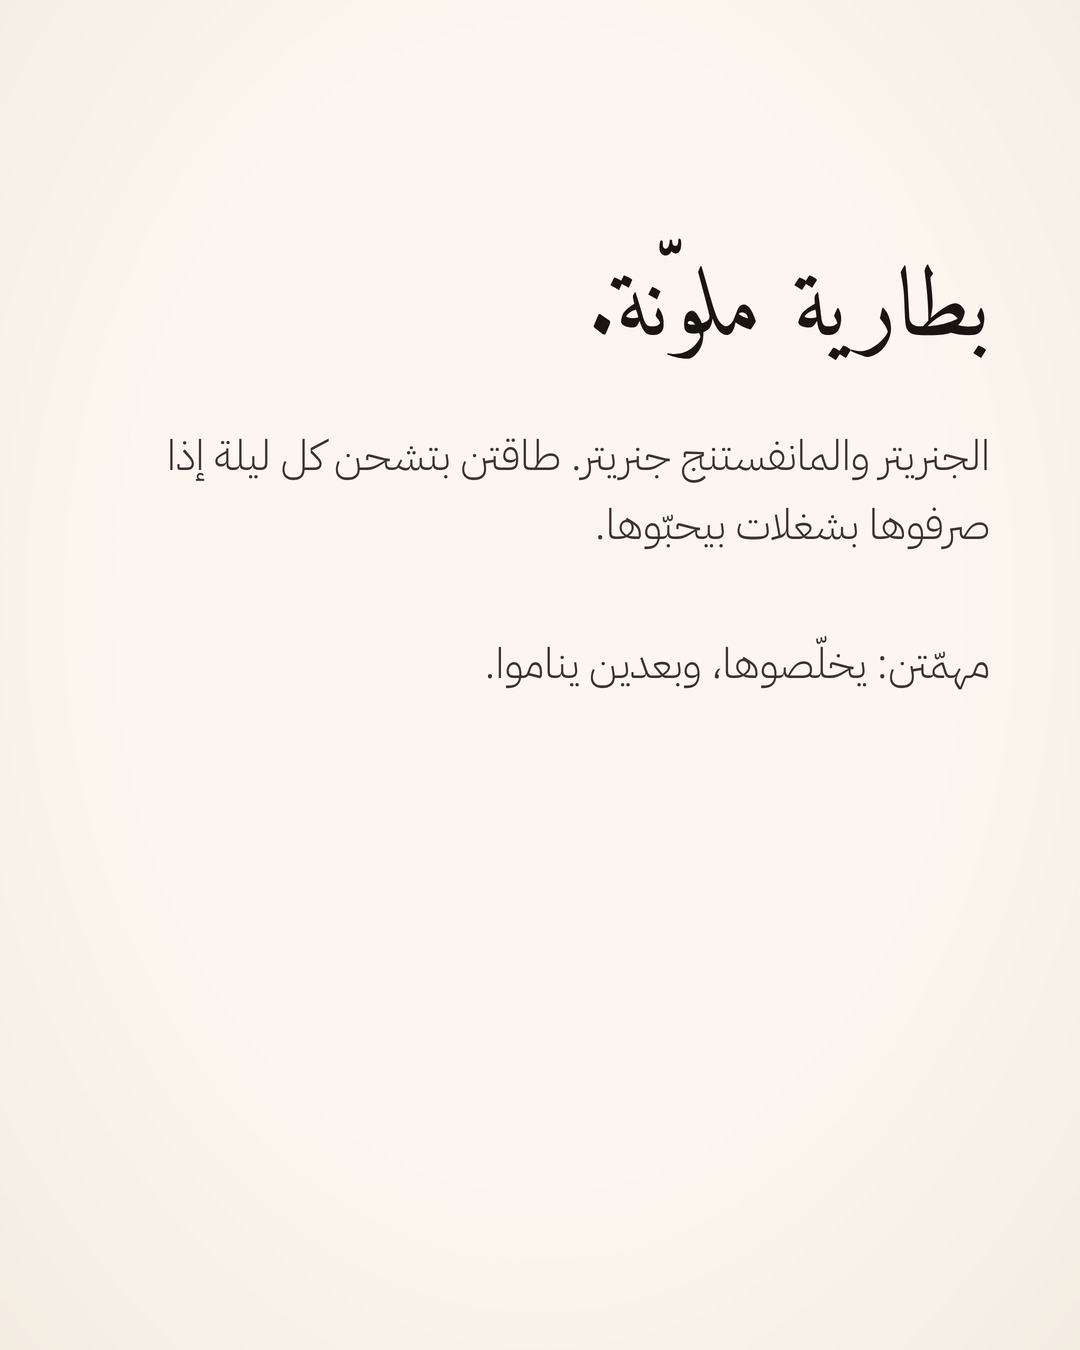 بطارية ملوّنة.
الجنريتر والمانفستنج جنريتر. طاقتن بتشحن كل ليلة إذا
صرفوها بشغلات بيحبّوها.
مهمّتن: يخلّصوها، وبعدين يناموا.